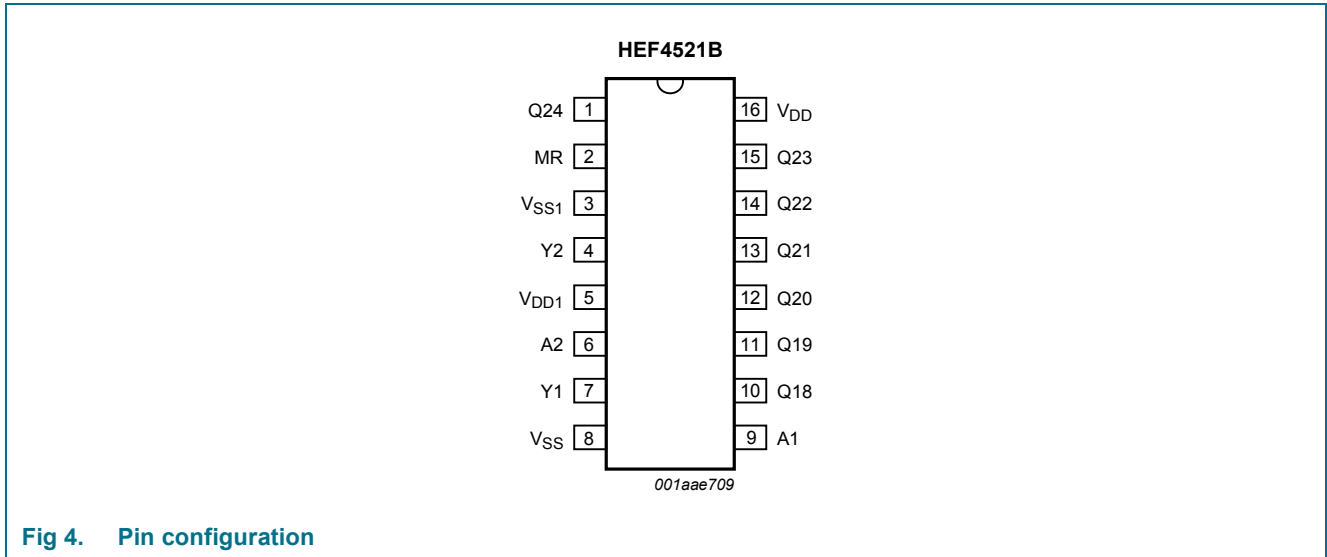 HEF4521B
Q24 1 16 VDD
MR 2 15 Q23
VSS1 3 14 Q22
Y2 4 13 Q21
VDD1 5 12 Q20
A2 6 11 Q19
Y1 7 10 Q18
VSS 8 9 A1
001aae709
Fig 4. Pin configuration